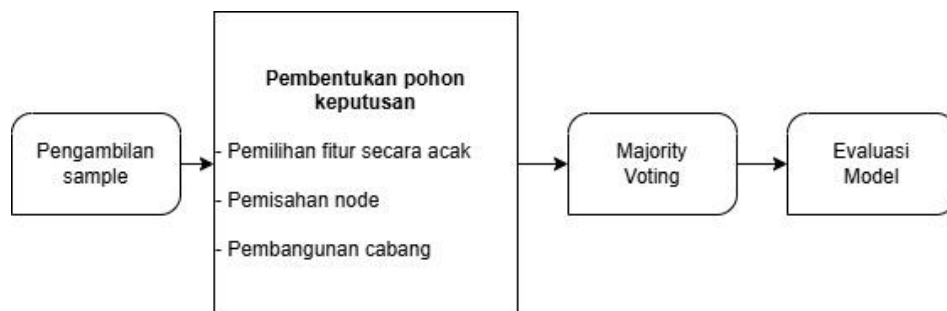 Pengambilan
sample
Pembentukan pohon
keputusan
- Pemilihan fitur secara acak
- Pemisahan node
- Pembangunan cabang
Majority
Voting
Evaluasi
Model